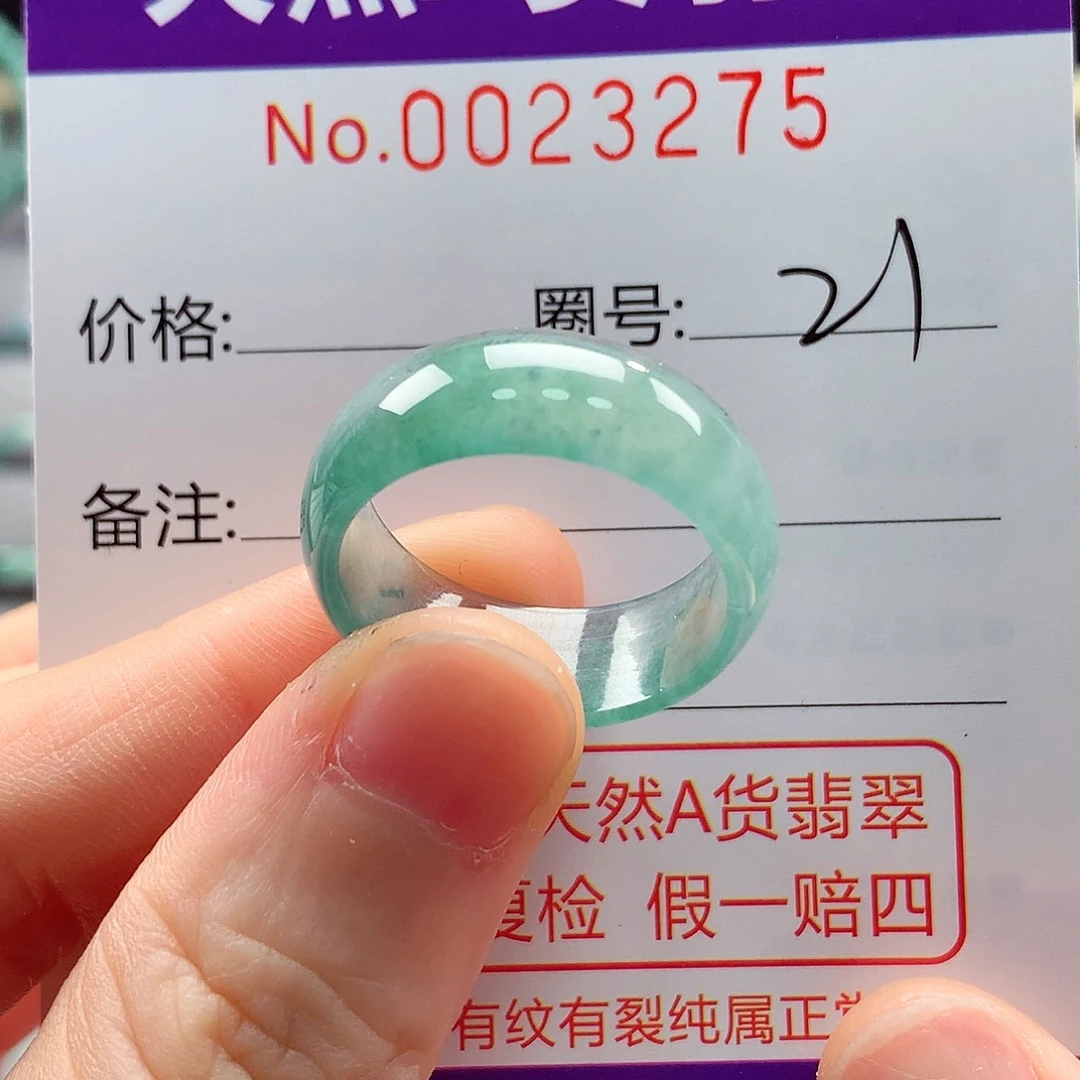 No.0023275
价格: 圈号: 21
备注:
天然A货翡翠
复检 假一赔四
有纹有裂纯属正常